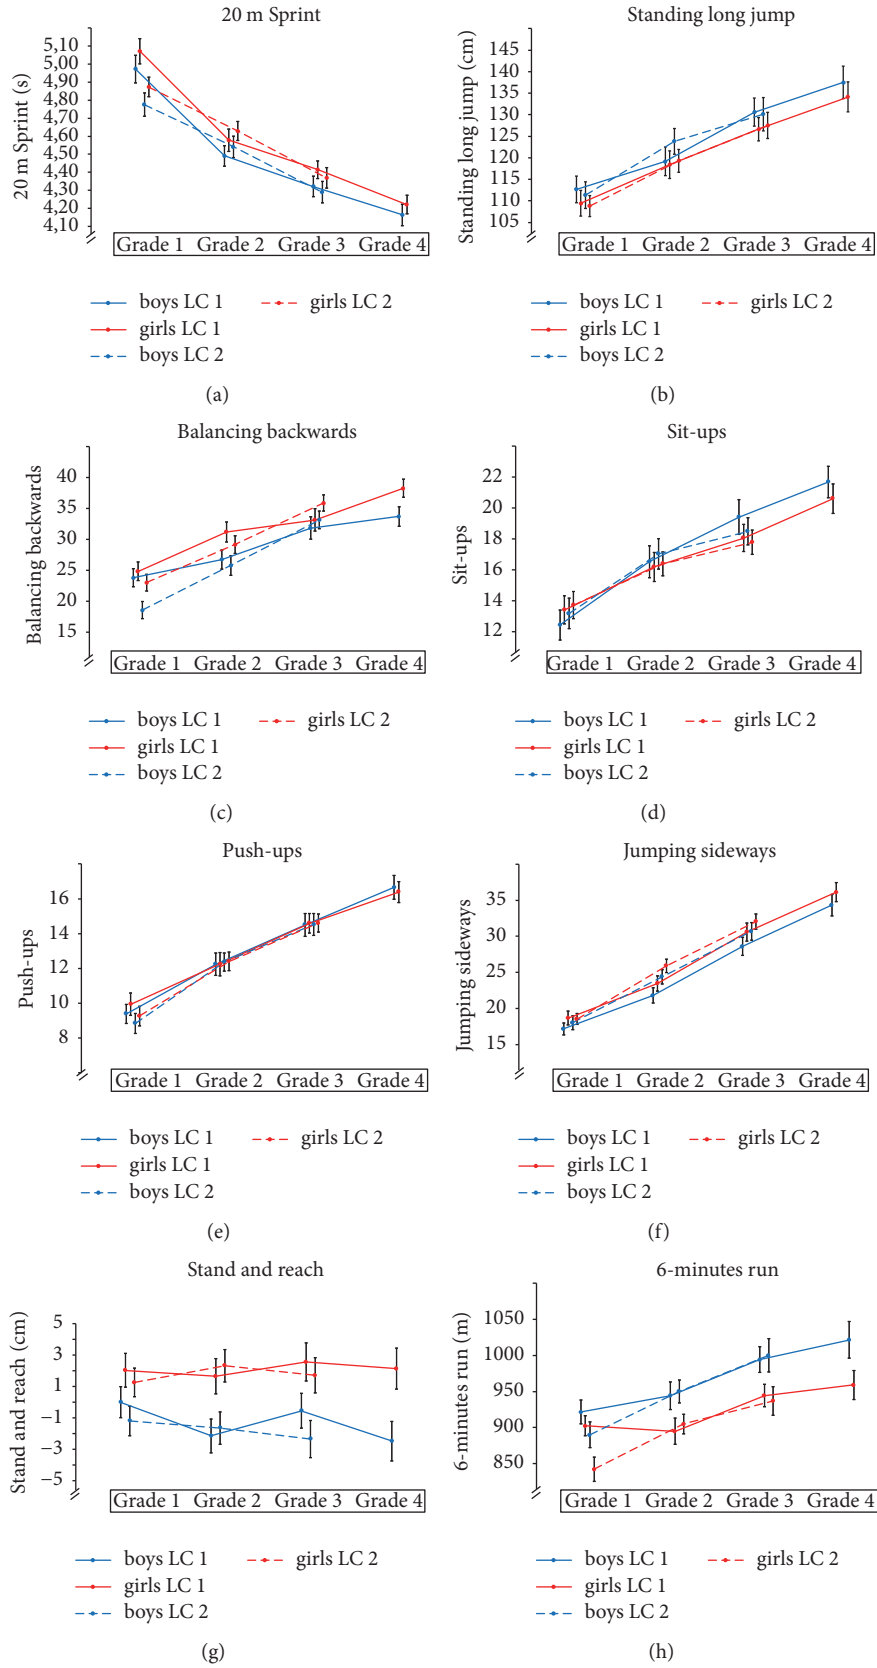 20 m Sprint
20 m Sprint (s)
5,10
5,00
4,90
4,80
4,70
4,60
4,50
4,40
4,30
4,20
4,10
Grade 1 Grade 2 Grade 3 Grade 4
boys LC 1 girls LC 2
girls LC 1
boys LC 2
(a)
Standing long jump
Standing long jump (cm)
145
140
135
130
125
120
115
110
105
Grade 1 Grade 2 Grade 3 Grade 4
boys LC 1 girls LC 2
girls LC 1
boys LC 2
(b)
Balancing backwards
Balancing backwards
40
35
30
25
20
15
Grade 1 Grade 2 Grade 3 Grade 4
boys LC 1 girls LC 2
girls LC 1
boys LC 2
(c)
Sit-ups
Sit-ups
22
20
18
16
14
12
Grade 1 Grade 2 Grade 3 Grade 4
boys LC 1 girls LC 2
girls LC 1
boys LC 2
(d)
Push-ups
Push-ups
16
14
12
10
8
Grade 1 Grade 2 Grade 3 Grade 4
boys LC 1 girls LC 2
girls LC 1
boys LC 2
(e)
Jumping sideways
Jumping sideways
35
30
25
20
15
Grade 1 Grade 2 Grade 3 Grade 4
boys LC 1 girls LC 2
girls LC 1
boys LC 2
(f)
Stand and reach
Stand and reach (cm)
5
3
1
−1
−3
−5
Grade 1 Grade 2 Grade 3 Grade 4
boys LC 1 girls LC 2
girls LC 1
boys LC 2
(g)
6-minutes run
6-minutes run (m)
1050
1000
950
900
850
Grade 1 Grade 2 Grade 3 Grade 4
boys LC 1 girls LC 2
girls LC 1
boys LC 2
(h)